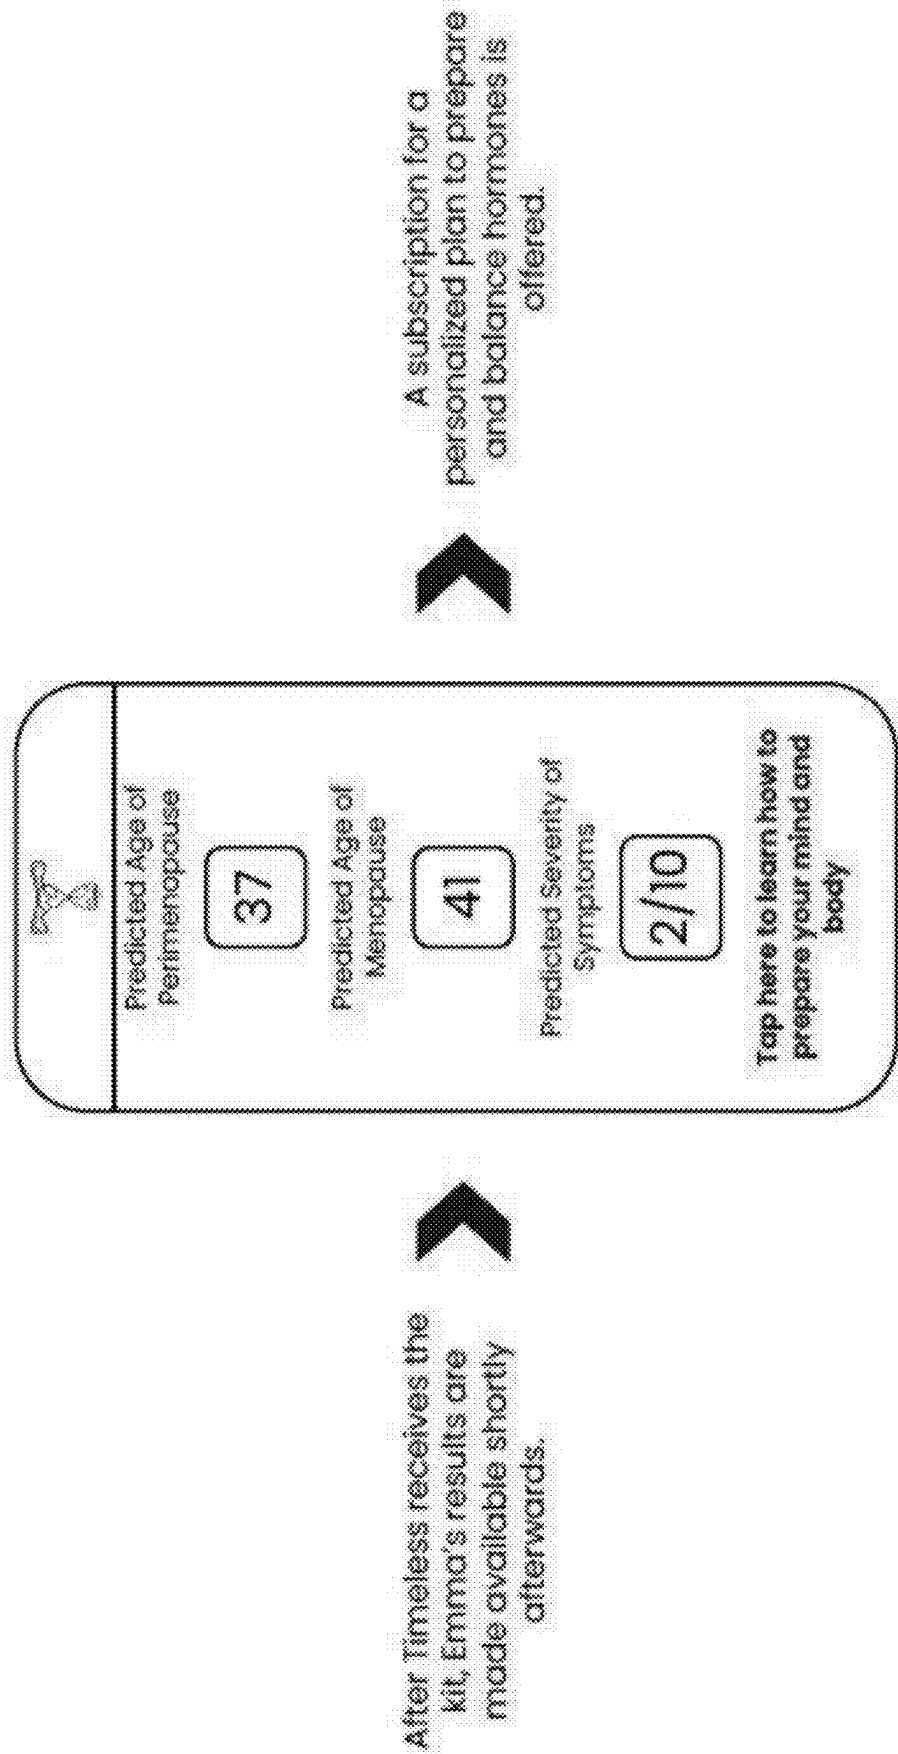 After Timeless receives the
kit, Emma's results are
made available shortly
afterwards.
Predicted Age of
Perimenopause
37
Predicted Age of
Menopause
41
Predicted Severity of
Symptoms
2/10
Tap here to learn how to
prepare your mind and
body
A subscription for a
personalized plan to prepare
and balance hormones is
offered.